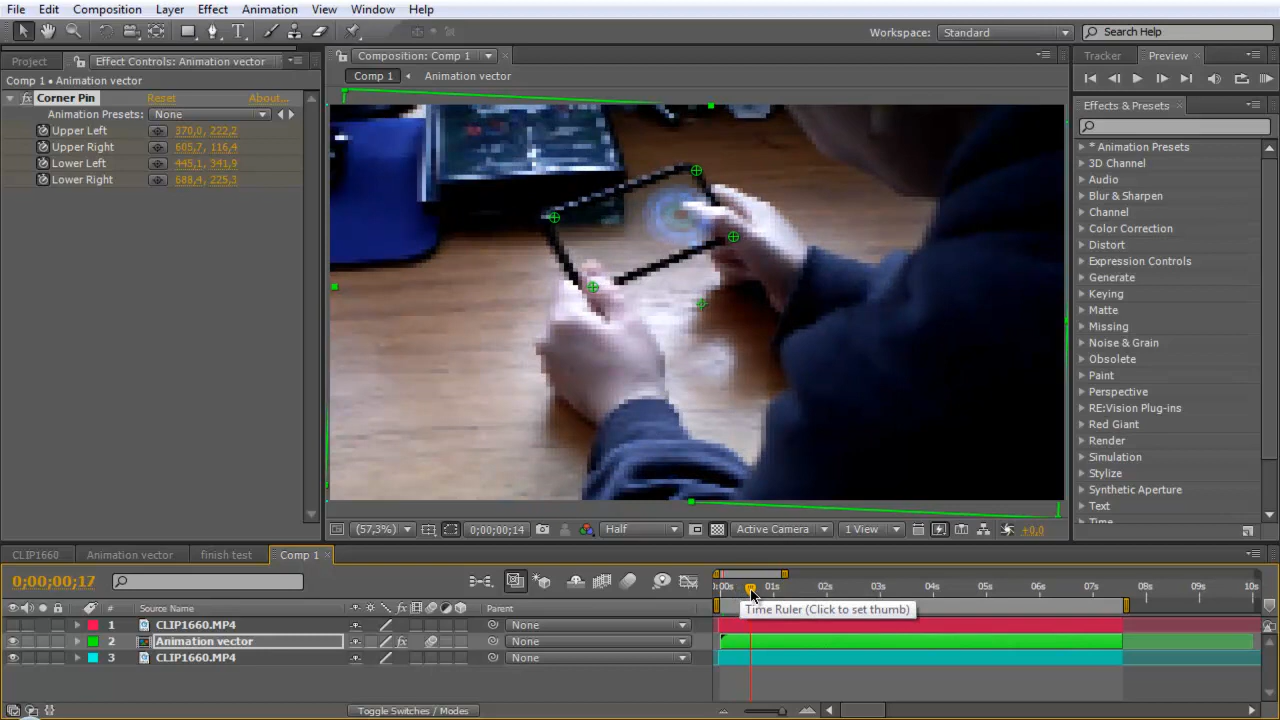 File Edit Composition Layer Effect Animation View Window Help
Workspace: Standard Search Help
Project Effect Controls: Animation vector
Composition: Comp 1
Tracker Preview
Comp 1 • Animation vector
Comp 1 Animation vector
fx Corner Pin Reset About...
Animation Presets: None
Upper Left 370,0, 222,2
Upper Right 605,7, 116,4
Lower Left 445,1, 341,9
Lower Right 688,4, 225,3
Effects & Presets
* Animation Presets
3D Channel
Audio
Blur & Sharpen
Channel
Color Correction
Distort
Expression Controls
Generate
Keying
Matte
Missing
Noise & Grain
Obsolete
Paint
Perspective
RE:Vision Plug-ins
Red Giant
Render
Simulation
Stylize
Synthetic Aperture
Text
Time
(57,3%) 0;00;00;14 Half Active Camera 1 View +0,0
CLIP1660 Animation vector finish test Comp 1
0;00;00;17
:00s 01s 02s 03s 04s 05s 06s 07s 08s 09s 10s
# Source Name fx Parent
Time Ruler (Click to set thumb)
1 CLIP1660.MP4 None
2 Animation vector fx None
3 CLIP1660.MP4 None
Toggle Switches / Modes